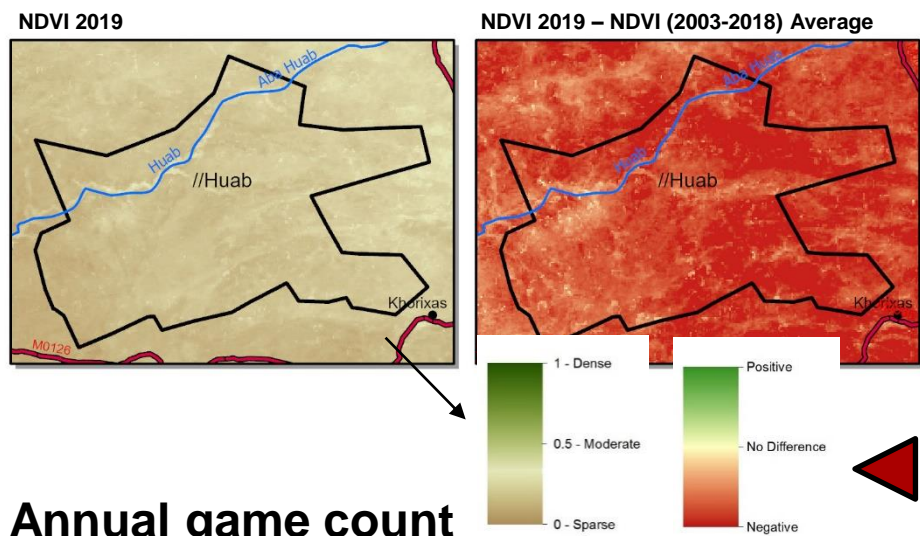 NDVI 2019
NDVI 2019 – NDVI (2003-2018) Average
Aba Huab
Huab
//Huab
Khorixas
M0126
Aba Huab
Huab
//Huab
Khorixas
1 - Dense
0.5 - Moderate
0 - Sparse
Positive
No Difference
Negative
Annual game count